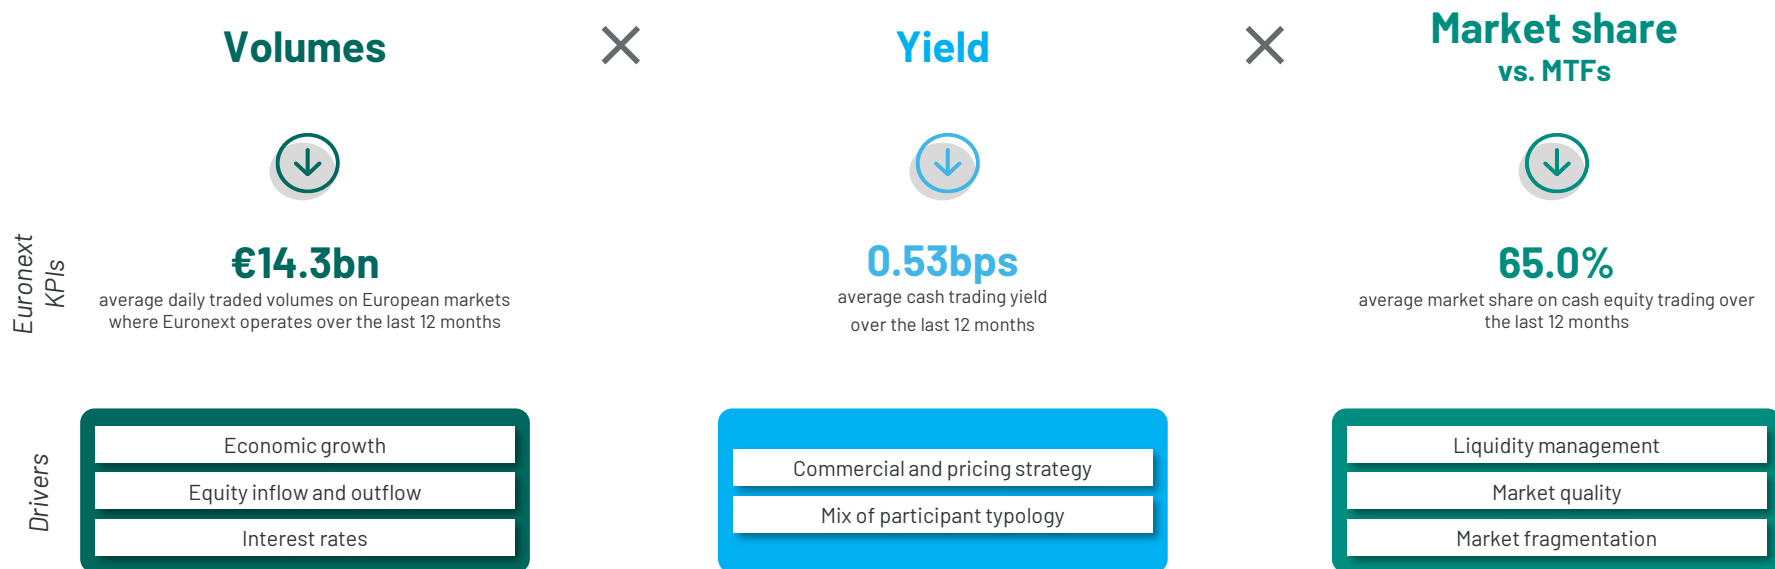 Volumes
Yield
Market share
vs. MTFs
Euronext
KPIs
€14.3bn
average daily traded volumes on European markets
where Euronext operates over the last 12 months
0.53bps
average cash trading yield
over the last 12 months
65.0%
average market share on cash equity trading over
the last 12 months
Drivers
Economic growth
Equity inflow and outflow
Interest rates
Commercial and pricing strategy
Mix of participant typology
Liquidity management
Market quality
Market fragmentation